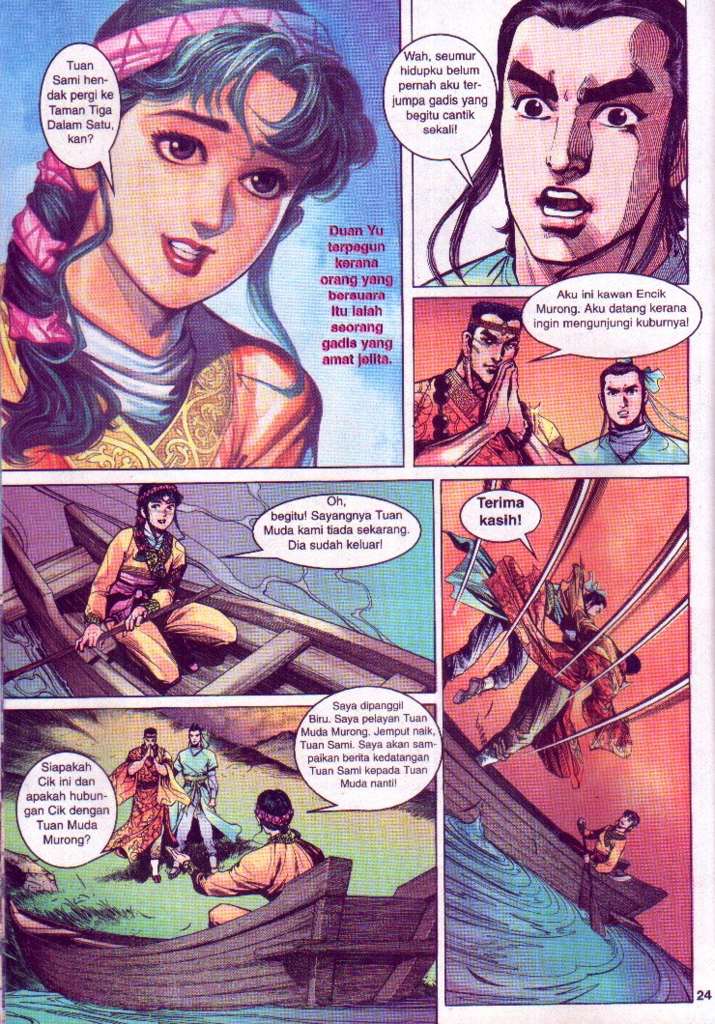 Tuan
Sami hen-
dak pergi ke
Taman Tiga
Dalam Satu,
kan?
Duan Yu
terpegun
kerana
orang yang
bersuara
itu ialah
seorang
gadis yang
amat jelita.
Wah, seumur
hidupku belum
pernah aku ter-
jumpa gadis yang
begitu cantik
sekali!
Aku ini kawan Encik
Murong. Aku datang kerana
ingin mengunjungi kuburnya!
Oh,
begitu! Sayangnya Tuan
Muda kami tiada sekarang.
Dia sudah keluar!
Siapakah
Cik ini dan
apakah hubung-
an Cik dengan
Tuan Muda
Murong?
Saya dipanggil
Biru. Saya pelayan Tuan
Muda Murong. Jemput naik,
Tuan Sami. Saya akan sam-
paikan berita kedatangan
Tuan Sami kepada Tuan
Muda nanti!
Terima
kasih!
24